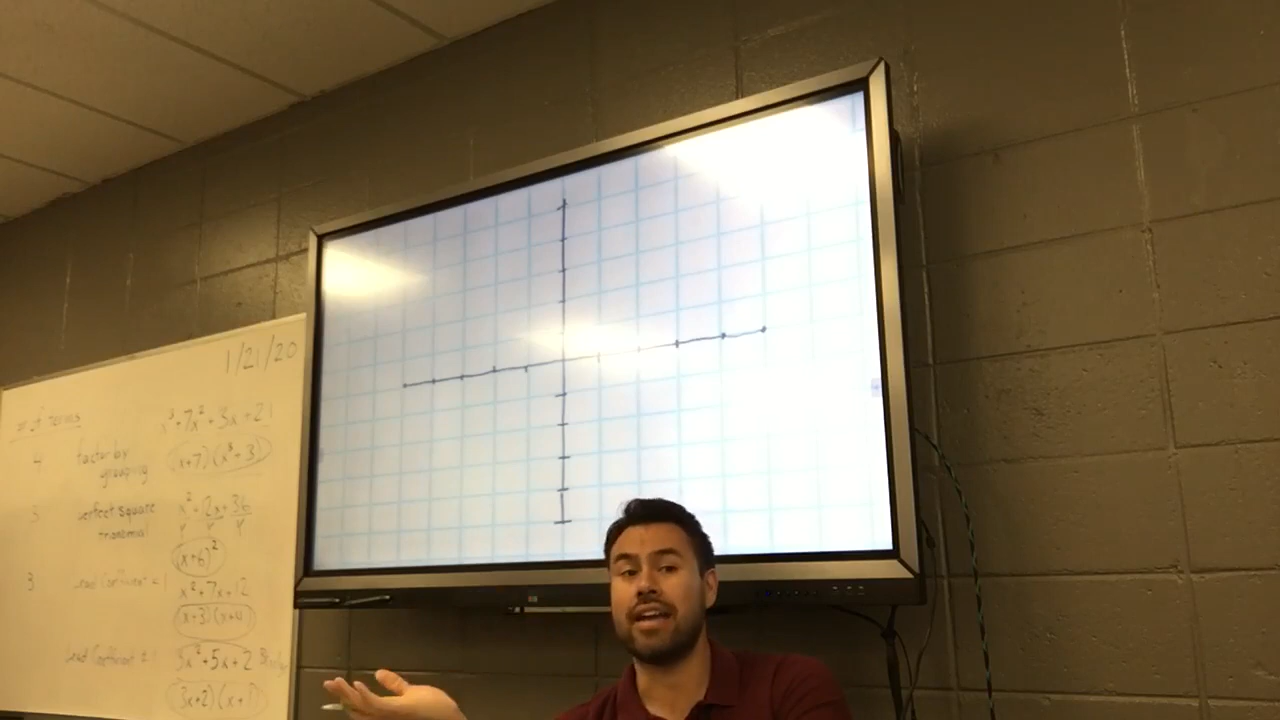 1/21/20
# of terms x³+7x²+3x+21
4 factor by (x+7)(x³+3)
grouping
3 perfect square x²+12x+36
trinomial
(x+6)²
3 Lead Coefficient = 1 x²+7x+12
(x+3)(x+4)
Lead Coefficient ≠ 1 3x²+5x+2
(3x+2)(x+1)